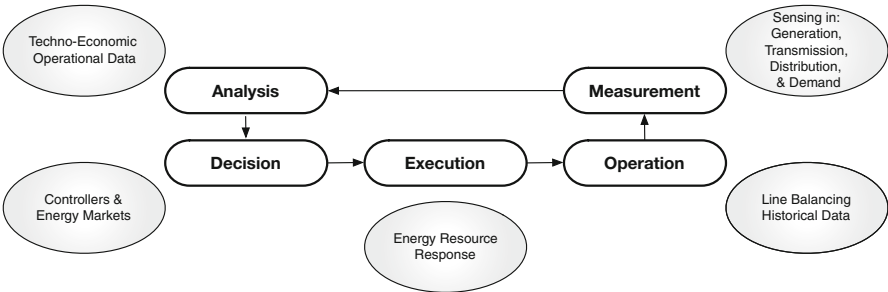 Techno-Economic
Operational Data
Sensing in:
Generation,
Transmission,
Distribution,
& Demand
Analysis
Measurement
Decision
Execution
Operation
Controllers &
Energy Markets
Energy Resource
Response
Line Balancing
Historical Data